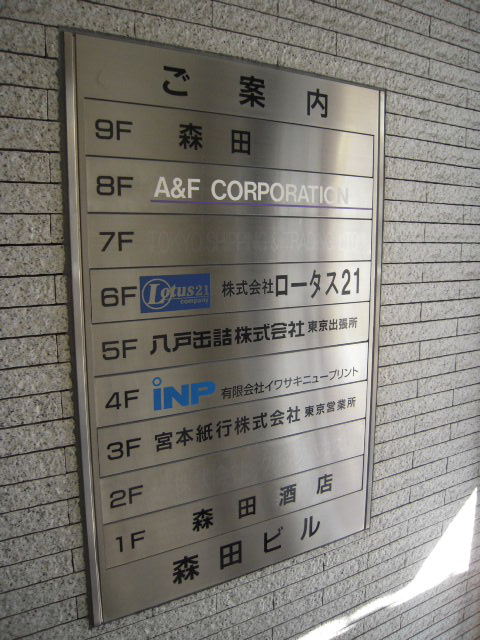 ご案内
9F 森田
8F A&F CORPORATION
7F
6F Lotus21 company 株式会社ロータス21
5F 八戸缶詰株式会社 東京出張所
4F iNP 有限会社イワサキニュープリント
3F 宮本紙行株式会社 東京営業所
2F
1F 森田酒店
森田ビル